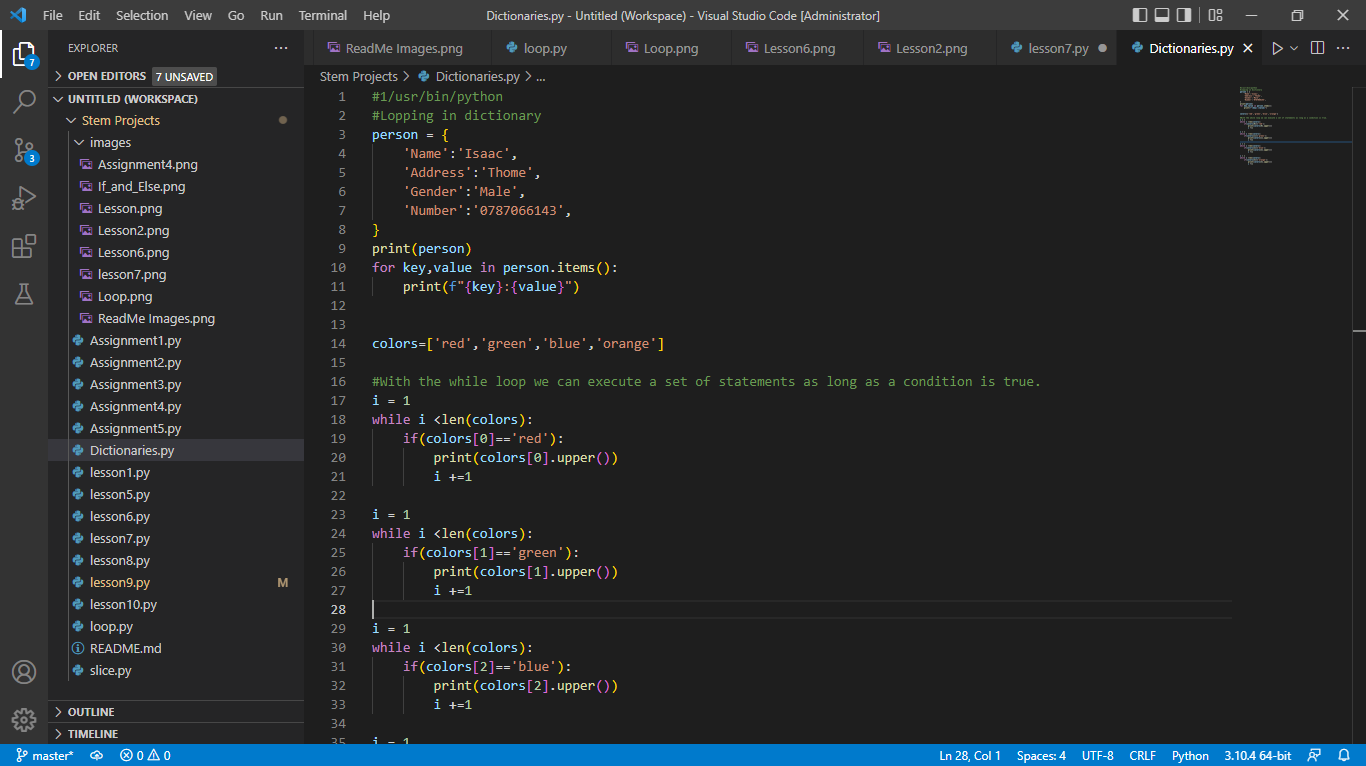 File Edit Selection View Go Run Terminal Help Dictionaries.py - Untitled (Workspace) - Visual Studio Code [Administrator]
EXPLORER ...
ReadMe Images.png loop.py Loop.png Lesson6.png Lesson2.png lesson7.py Dictionaries.py
OPEN EDITORS 7 UNSAVED
UNTITLED (WORKSPACE)
Stem Projects
images
Assignment4.png
If_and_Else.png
Lesson.png
Lesson2.png
Lesson6.png
lesson7.png
Loop.png
ReadMe Images.png
Assignment1.py
Assignment2.py
Assignment3.py
Assignment4.py
Assignment5.py
Dictionaries.py
lesson1.py
lesson5.py
lesson6.py
lesson7.py
lesson8.py
lesson9.py M
lesson10.py
loop.py
README.md
slice.py
OUTLINE
TIMELINE
7
3
Stem Projects > Dictionaries.py > ...
1 #1/usr/bin/python
2 #Lopping in dictionary
3 person = {
4 'Name':'Isaac',
5 'Address':'Thome',
6 'Gender':'Male',
7 'Number':'0787066143',
8 }
9 print(person)
10 for key,value in person.items():
11 print(f"{key}:{value}")
12
13
14 colors=['red','green','blue','orange']
15
16 #With the while loop we can execute a set of statements as long as a condition is true.
17 i = 1
18 while i <len(colors):
19 if(colors[0]=='red'):
20 print(colors[0].upper())
21 i +=1
22
23 i = 1
24 while i <len(colors):
25 if(colors[1]=='green'):
26 print(colors[1].upper())
27 i +=1
28
29 i = 1
30 while i <len(colors):
31 if(colors[2]=='blue'):
32 print(colors[2].upper())
33 i +=1
34
35 i = 1
master* 0 0 Ln 28, Col 1 Spaces: 4 UTF-8 CRLF Python 3.10.4 64-bit